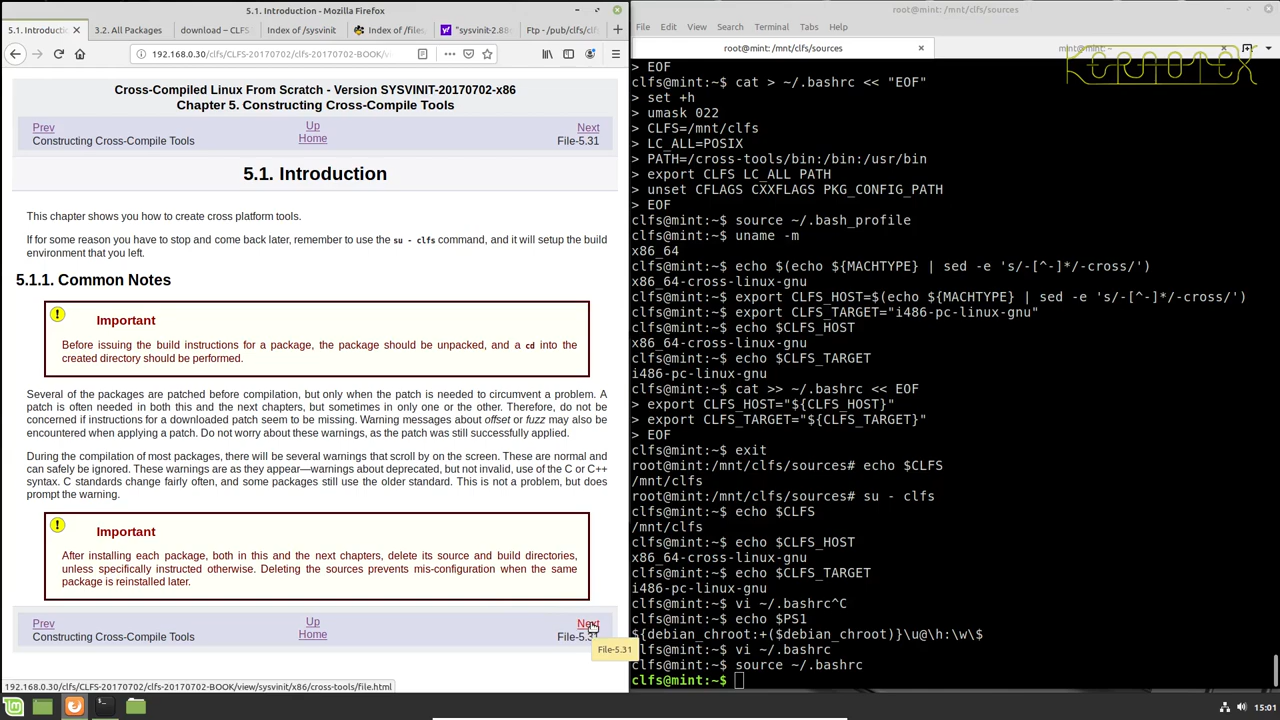 5.1. Introduction - Mozilla Firefox
5.1. Introducti
3.2. All Packages
download – CLFS
Index of /sysvinit
Index of /files
"sysvinit-2.88
Ftp - /pub/clfs/cl
192.168.0.30/clfs/CLFS-20170702/clfs-20170702-BOOK/
Cross-Compiled Linux From Scratch - Version SYSVINIT-20170702-x86
Chapter 5. Constructing Cross-Compile Tools
Prev
Up
Next
Constructing Cross-Compile Tools
Home
File-5.31
5.1. Introduction
This chapter shows you how to create cross platform tools.
If for some reason you have to stop and come back later, remember to use the su - clfs command, and it will setup the build
environment that you left.
5.1.1. Common Notes
Important
Before issuing the build instructions for a package, the package should be unpacked, and a cd into the
created directory should be performed.
Several of the packages are patched before compilation, but only when the patch is needed to circumvent a problem. A
patch is often needed in both this and the next chapters, but sometimes in only one or the other. Therefore, do not be
concerned if instructions for a downloaded patch seem to be missing. Warning messages about offset or fuzz may also be
encountered when applying a patch. Do not worry about these warnings, as the patch was still successfully applied.
During the compilation of most packages, there will be several warnings that scroll by on the screen. These are normal and
can safely be ignored. These warnings are as they appear—warnings about deprecated, but not invalid, use of the C or C++
syntax. C standards change fairly often, and some packages still use the older standard. This is not a problem, but does
prompt the warning.
Important
After installing each package, both in this and the next chapters, delete its source and build directories,
unless specifically instructed otherwise. Deleting the sources prevents mis-configuration when the same
package is reinstalled later.
Prev
Up
Next
Constructing Cross-Compile Tools
Home
File-5.31
File-5.31
192.168.0.30/clfs/CLFS-20170702/clfs-20170702-BOOK/view/sysvinit/x86/cross-tools/file.html
root@mint: /mnt/clfs/sources
File Edit View Search Terminal Tabs Help
root@mint: /mnt/clfs/sources
mint@mint: ~
> EOF
clfs@mint:~$ cat > ~/.bashrc << "EOF"
> set +h
> umask 022
> CLFS=/mnt/clfs
> LC_ALL=POSIX
> PATH=/cross-tools/bin:/bin:/usr/bin
> export CLFS LC_ALL PATH
> unset CFLAGS CXXFLAGS PKG_CONFIG_PATH
> EOF
clfs@mint:~$ source ~/.bash_profile
clfs@mint:~$ uname -m
x86_64
clfs@mint:~$ echo $(echo ${MACHTYPE} | sed -e 's/-[^-]*/-cross/')
x86_64-cross-linux-gnu
clfs@mint:~$ export CLFS_HOST=$(echo ${MACHTYPE} | sed -e 's/-[^-]*/-cross/')
clfs@mint:~$ export CLFS_TARGET="i486-pc-linux-gnu"
clfs@mint:~$ echo $CLFS_HOST
x86_64-cross-linux-gnu
clfs@mint:~$ echo $CLFS_TARGET
i486-pc-linux-gnu
clfs@mint:~$ cat >> ~/.bashrc << EOF
> export CLFS_HOST="${CLFS_HOST}"
> export CLFS_TARGET="${CLFS_TARGET}"
> EOF
clfs@mint:~$ exit
root@mint:/mnt/clfs/sources# echo $CLFS
/mnt/clfs
root@mint:/mnt/clfs/sources# su - clfs
clfs@mint:~$ echo $CLFS
/mnt/clfs
clfs@mint:~$ echo $CLFS_HOST
x86_64-cross-linux-gnu
clfs@mint:~$ echo $CLFS_TARGET
i486-pc-linux-gnu
clfs@mint:~$ vi ~/.bashrc^C
clfs@mint:~$ echo $PS1
${debian_chroot:+($debian_chroot)}\u@\h:\w\$
clfs@mint:~$ vi ~/.bashrc
clfs@mint:~$ source ~/.bashrc
clfs@mint:~$
15:01